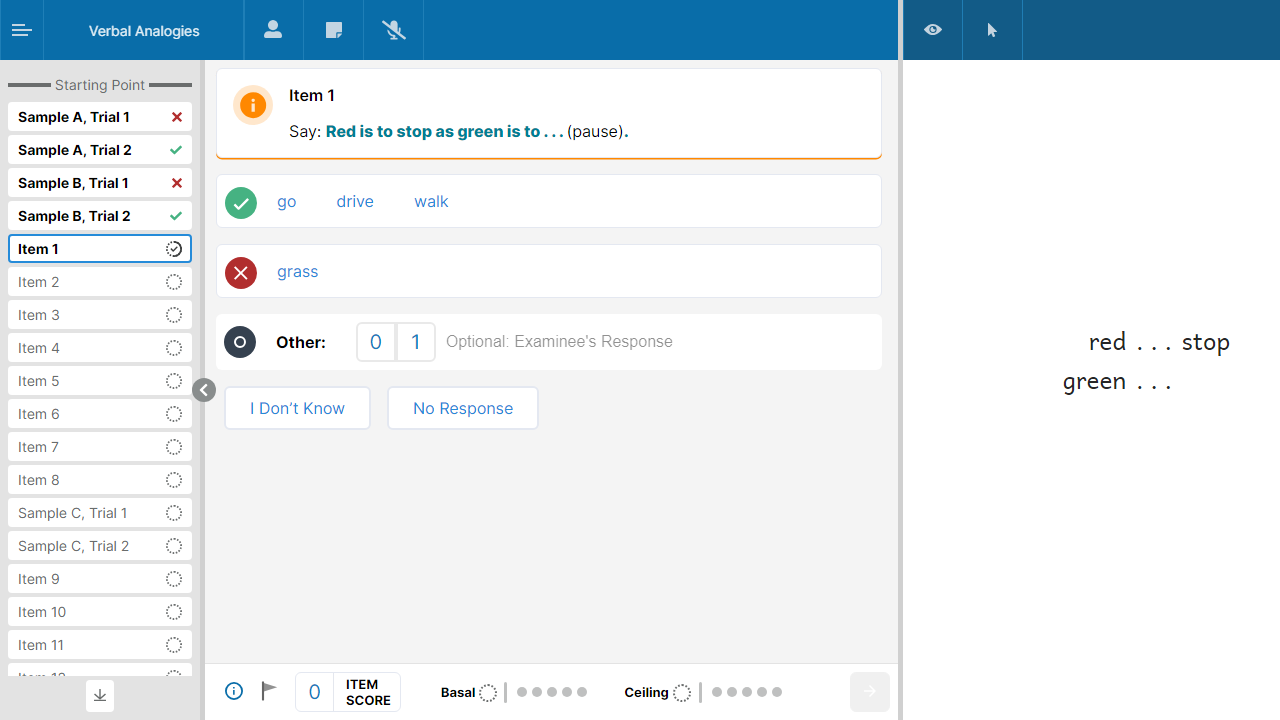 Verbal Analogies
Starting Point
Sample A, Trial 1
Sample A, Trial 2
Sample B, Trial 1
Sample B, Trial 2
Item 1
Item 2
Item 3
Item 4
Item 5
Item 6
Item 7
Item 8
Sample C, Trial 1
Sample C, Trial 2
Item 9
Item 10
Item 11
Item 1
Say: Red is to stop as green is to . . . (pause).
go drive walk
grass
Other: 0 1 Optional: Examinee's Response
I Don’t Know No Response
0 ITEM SCORE Basal Ceiling
red . . . stop
green . . .